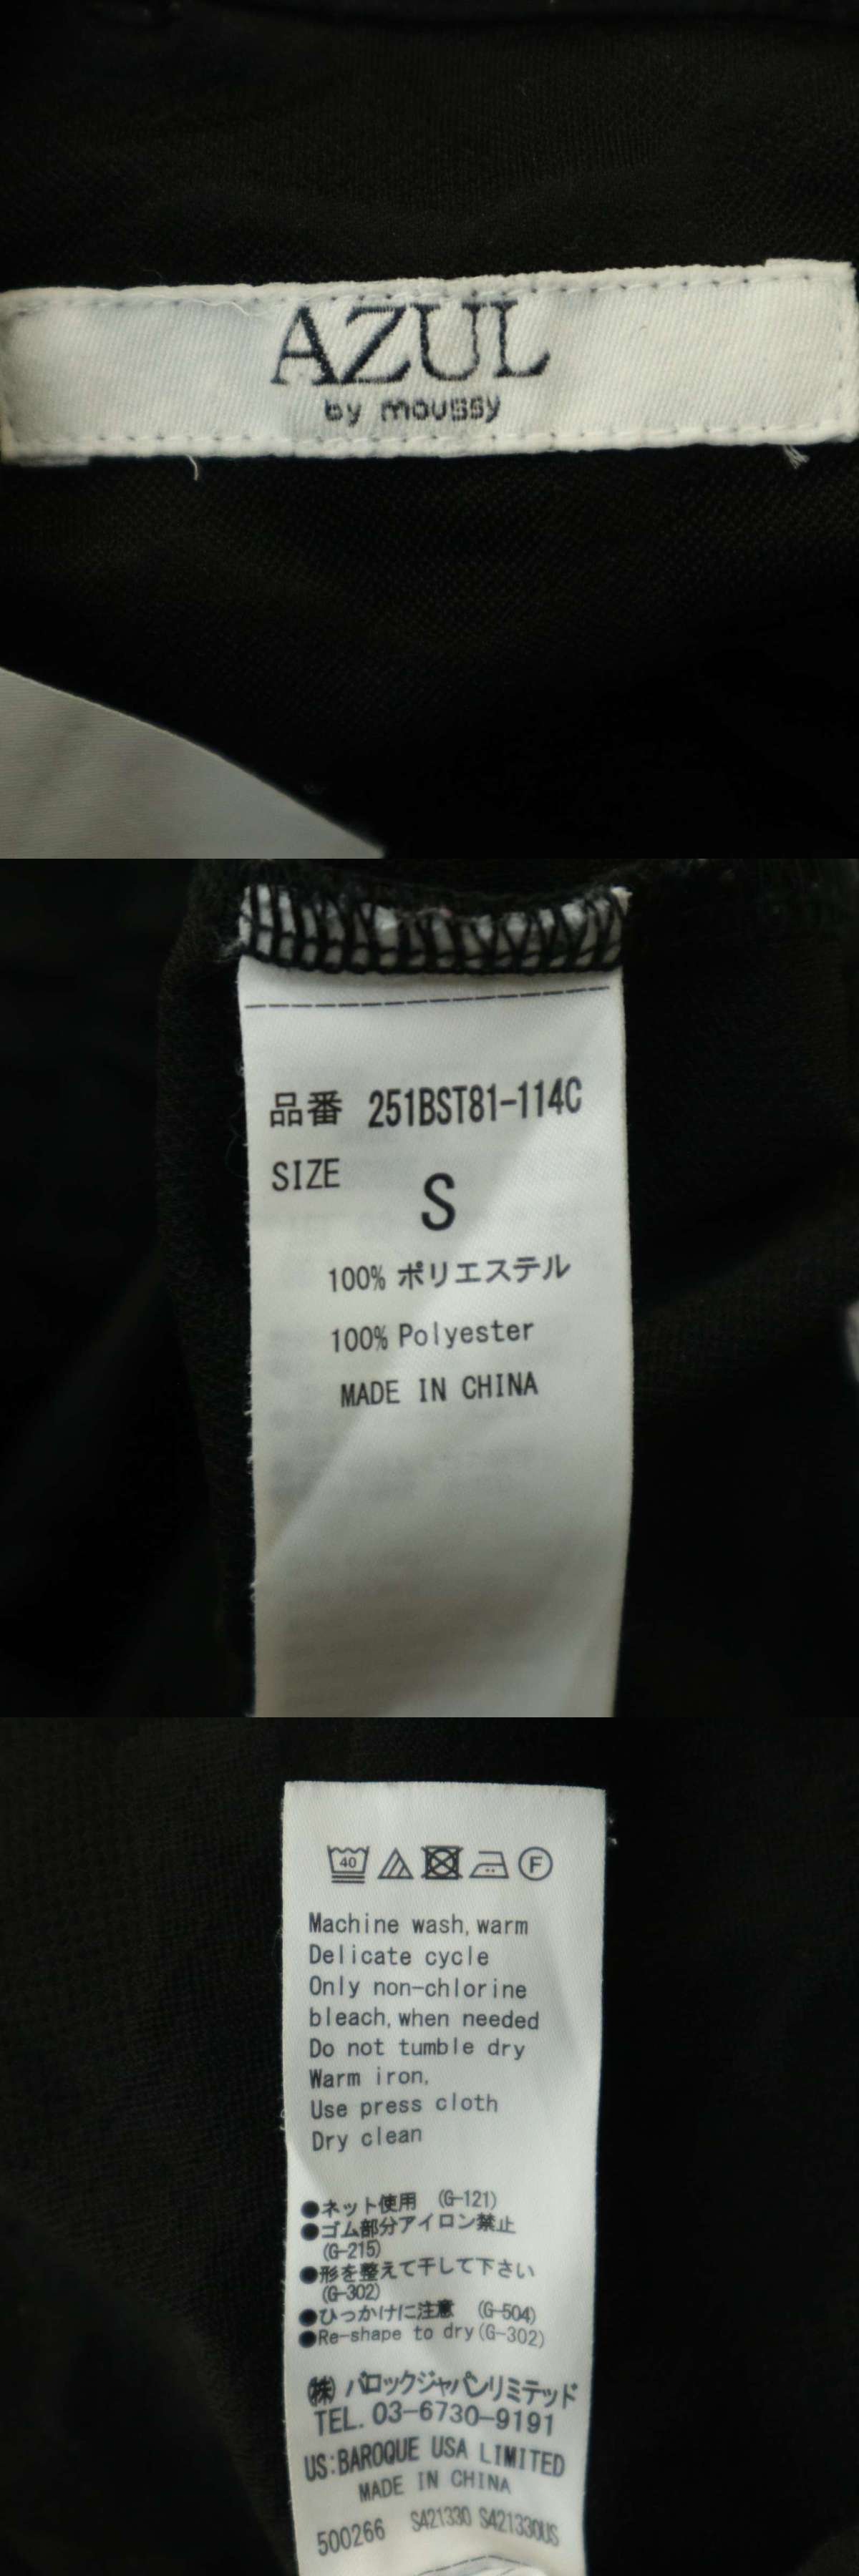 AZUL
by moussy
品番 251BST81-114C
SIZE
S
100% ポリエステル
100% Polyester
MADE IN CHINA
40 F
Machine wash, warm
Delicate cycle
Only non-chlorine
bleach, when needed
Do not tumble dry
Warm iron,
Use press cloth
Dry clean
●ネット使用 (G-121)
●ゴム部分アイロン禁止
(G-215)
●形を整えて干して下さい
(G-302)
●ひっかけに注意 (G-504)
●Re-shape to dry(G-302)
(株) バロックジャパンリミテッド
TEL. 03-6730-9191
US:BAROQUE USA LIMITED
MADE IN CHINA
500266 S421330 S421330US